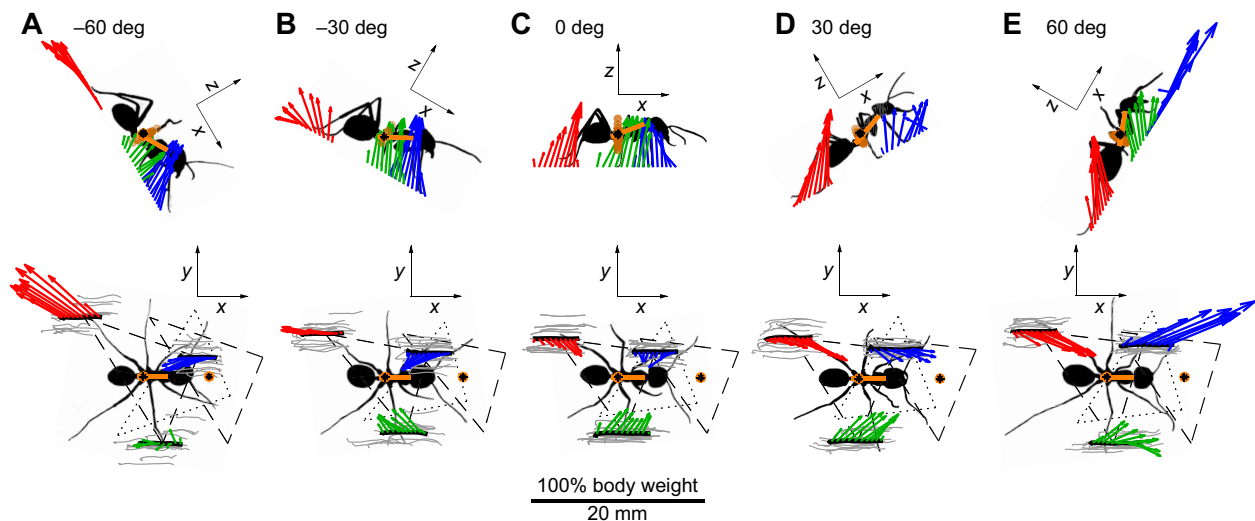 A –60 deg
B –30 deg
C 0 deg
D 30 deg
E 60 deg
z
x
z
x
z
x
z
x
z
x
y
x
y
x
y
x
y
x
y
x
100% body weight
20 mm